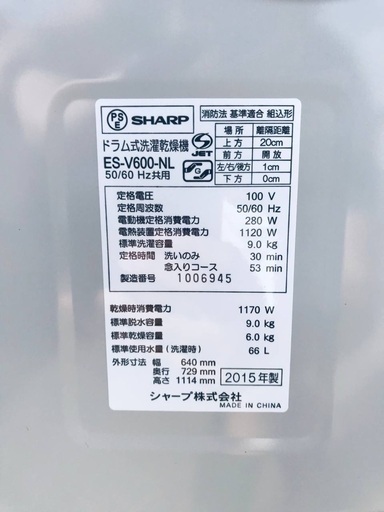 PS E SHARP
消防法 基準適合 組込形
ドラム式洗濯乾燥機
ES-V600-NL
50/60 Hz共用
S-JET
場所 離隔距離
上方 20cm
前方 開放
左/右/後方 1cm
下方 0cm
定格電圧 100 V
定格周波数 50/60 Hz
電動機定格消費電力 280 W
電熱装置定格消費電力 1120 W
標準洗濯容量 9.0 kg
定格時間 洗いのみ 30 min
念入りコース 53 min
製造番号 1006945
乾燥時消費電力 1170 W
標準脱水容量 9.0 kg
標準乾燥容量 6.0 kg
標準使用水量(洗濯時) 66 L
外形寸法 幅 640 mm
奥行 729 mm
高さ 1114 mm
2015年製
シャープ株式会社
MADE IN CHINA